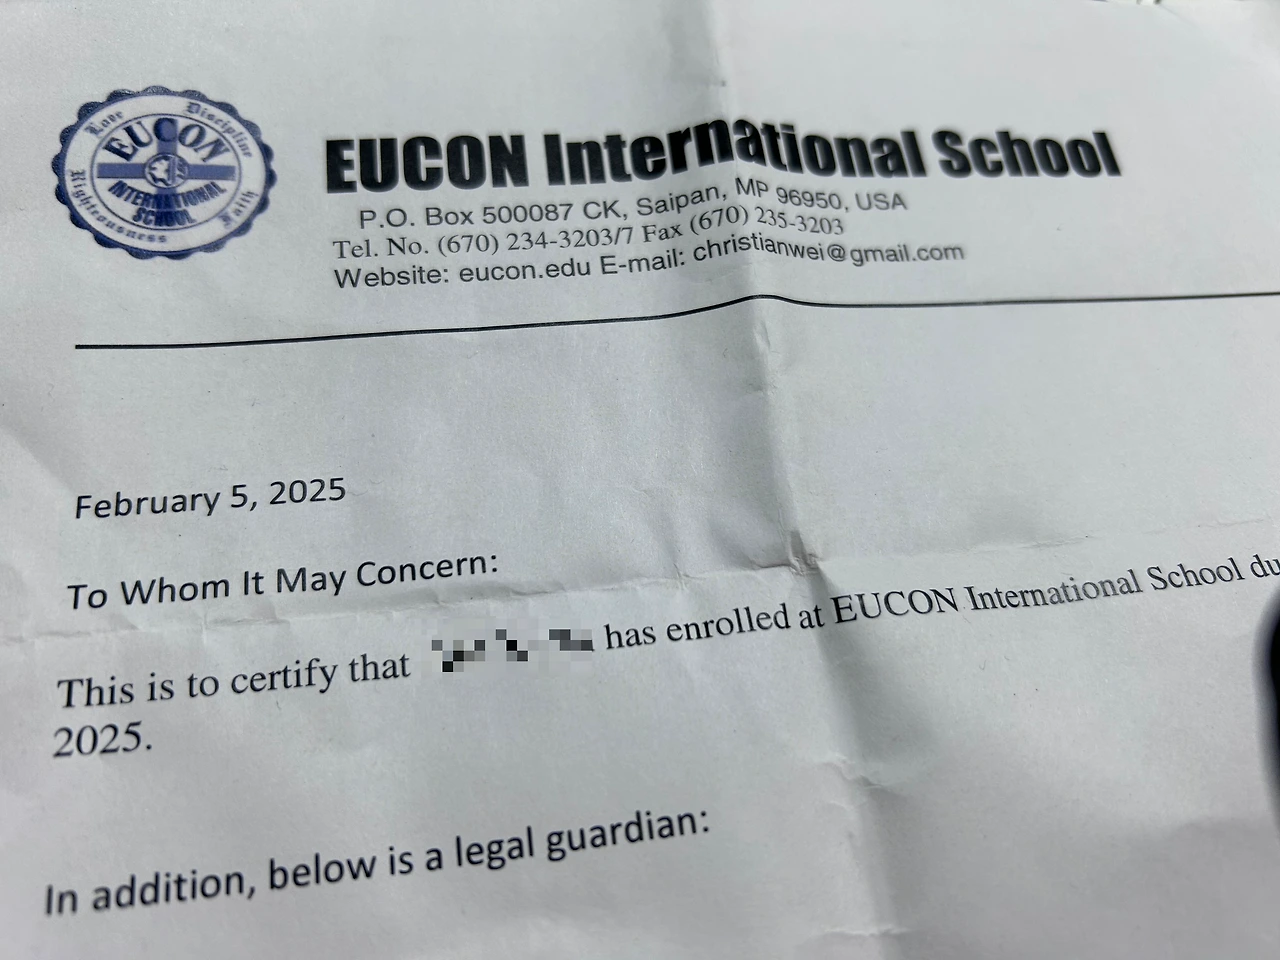 Love Discipline
EUCON
INTERNATIONAL
SCHOOL
Righteousness Faith
EUCON International School
P.O. Box 500087 CK, Saipan, MP 96950, USA
Tel. No. (670) 234-3203/7 Fax (670) 235-3203
Website: eucon.edu E-mail: christianwei@gmail.com
February 5, 2025
To Whom It May Concern:
This is to certify that has enrolled at EUCON International School du
2025.
In addition, below is a legal guardian: